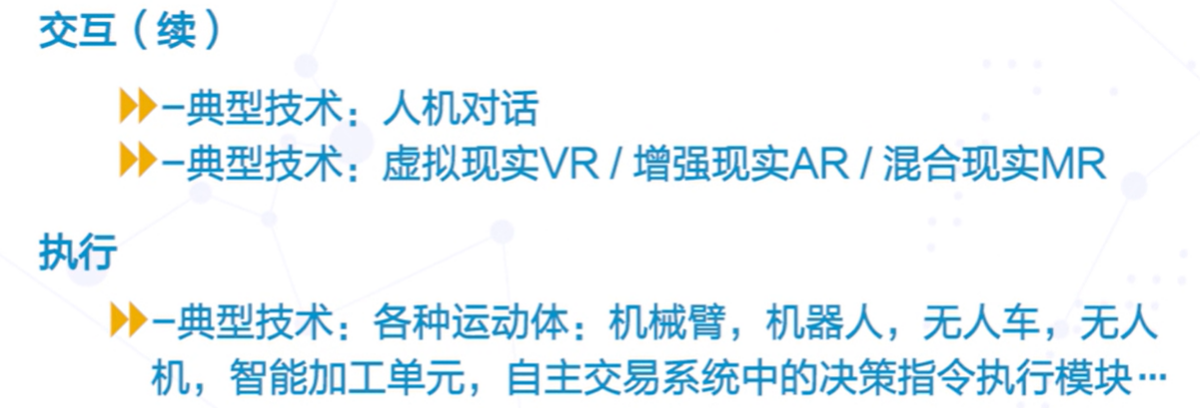 交互（续）
–典型技术：人机对话
–典型技术：虚拟现实VR / 增强现实AR / 混合现实MR
执行
–典型技术：各种运动体：机械臂，机器人，无人车，无人
机，智能加工单元，自主交易系统中的决策指令执行模块…